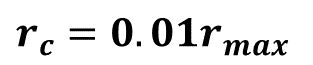 r_c = 0.01r_max